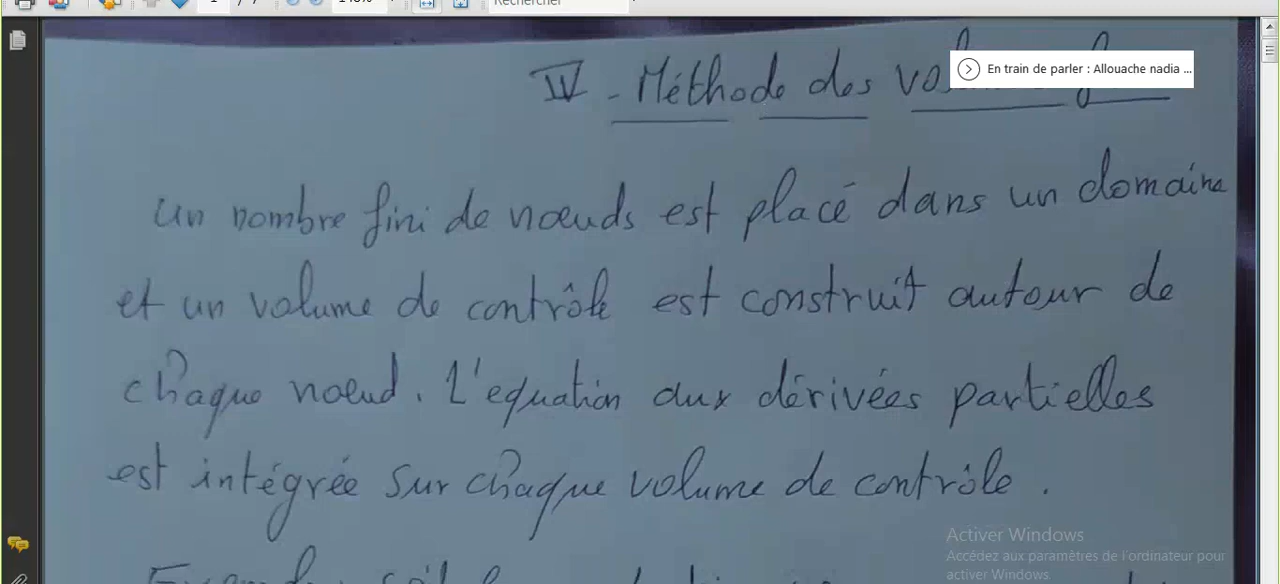 Rechercher
En train de parler : Allouache nadia ...
IV - Méthode des
Un nombre fini de nœuds est placé dans un domaine
et un volume de contrôle est construit autour de
chaque nœud. L'equation aux dérivées partielles
est intégrée sur chaque volume de contrôle.
Activer Windows
Accédez aux paramètres de l'ordinateur pour
activer Windows.